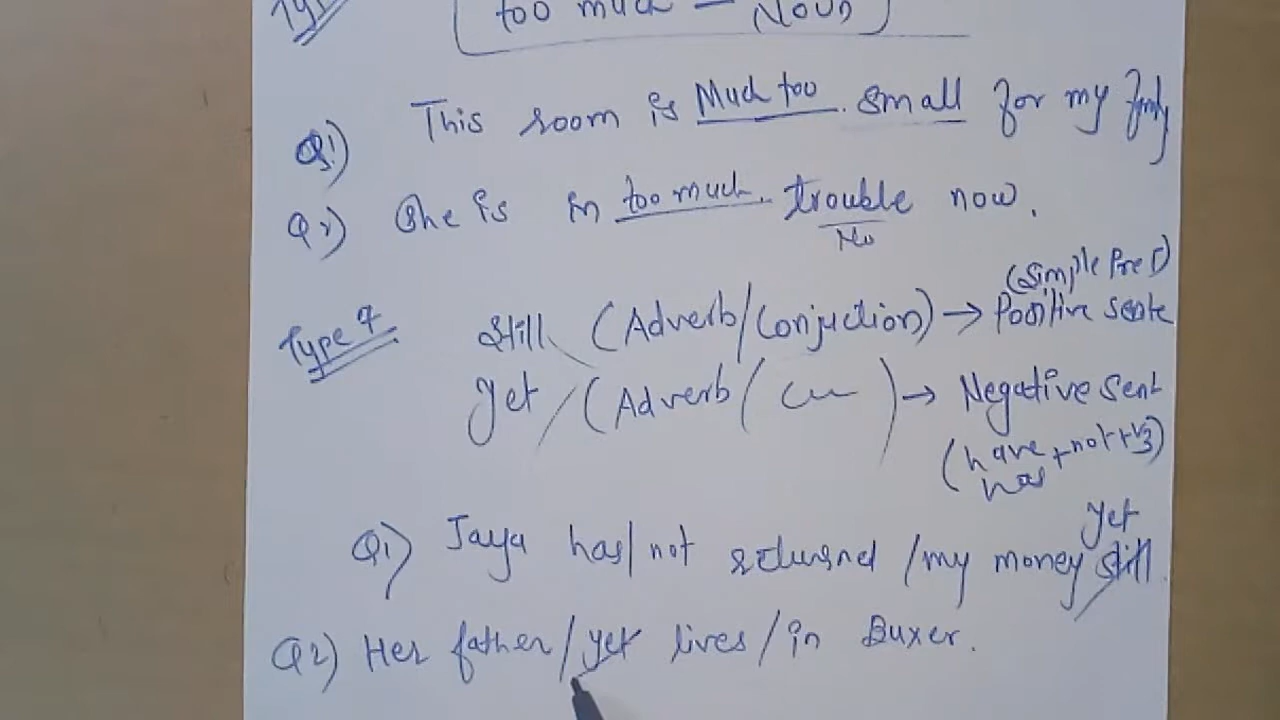 too much - Noun
Q1) This room is Much too small for my fmly
Q2) She is in too much trouble now.
No
(Simple Pre
Type 7 Still (Adverb/Conjuction) → Positive sente
Yet (Adverb/ ) → Negative Sent
(have + not + V3)
has
yet
Q1) Jaya has/not returned /my money still.
Q2) Her father/yet lives/in Buxer.